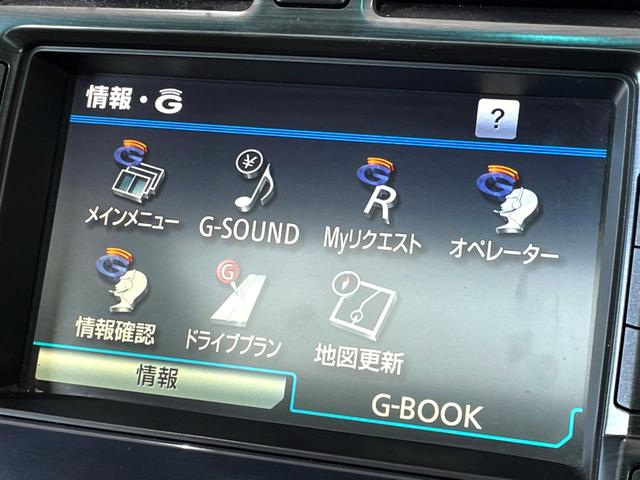 情報・G
?
メインメニュー
G-SOUND
Myリクエスト
オペレーター
情報確認
ドライブプラン
地図更新
情報
G-BOOK